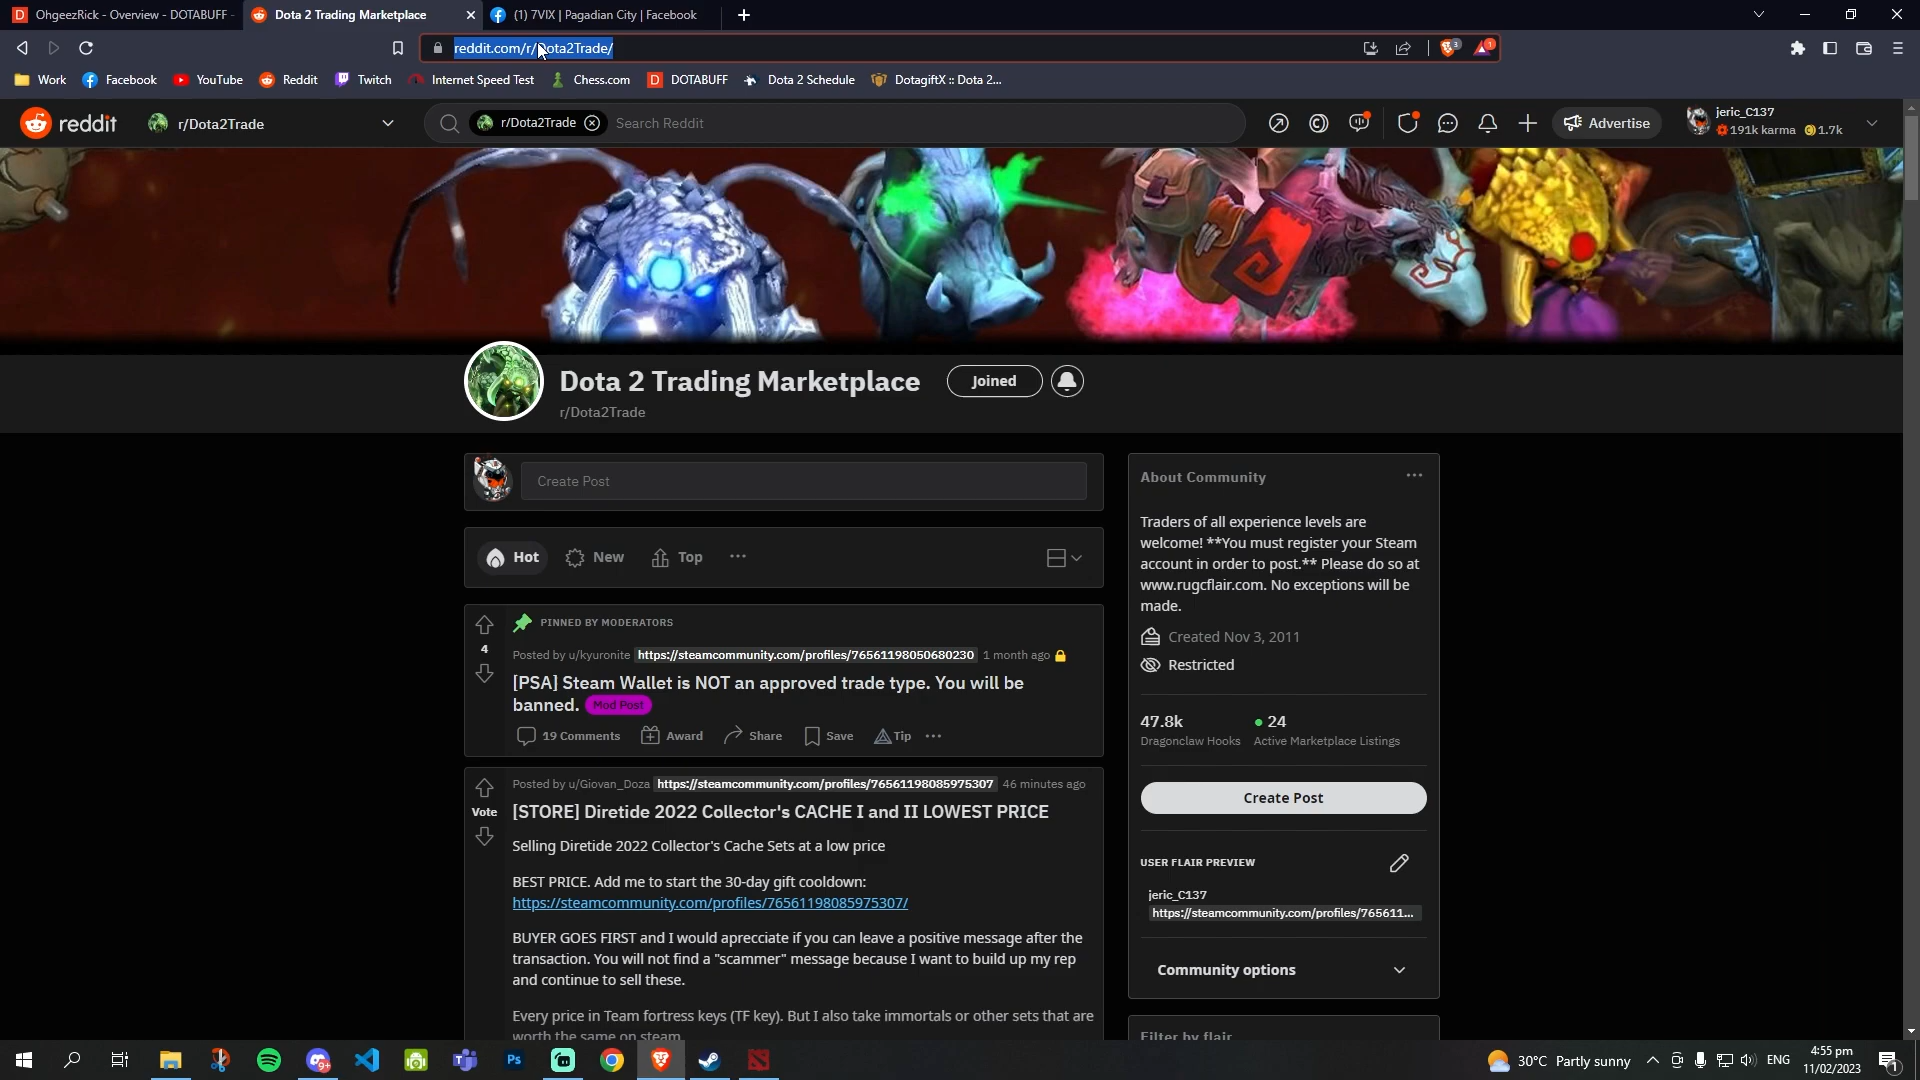 OhgeezRick - Overview - DOTABUFF -
Dota 2 Trading Marketplace
(1) 7VIX | Pagadian City | Facebook
reddit.com/r/Dota2Trade/
3
1
Work
Facebook
YouTube
Reddit
Twitch
Internet Speed Test
Chess.com
DOTABUFF
Dota 2 Schedule
DotagiftX :: Dota 2...
reddit
r/Dota2Trade
r/Dota2Trade
Search Reddit
Advertise
jeric_C137
191k karma
1.7k
Dota 2 Trading Marketplace
Joined
r/Dota2Trade
Create Post
Hot
New
Top
PINNED BY MODERATORS
4
Posted by u/kyuronite https://steamcommunity.com/profiles/76561198050680230 1 month ago
[PSA] Steam Wallet is NOT an approved trade type. You will be
banned. Mod Post
19 Comments
Award
Share
Save
Tip
Posted by u/Giovan_Doza https://steamcommunity.com/profiles/76561198085975307 46 minutes ago
Vote
[STORE] Diretide 2022 Collector's CACHE I and II LOWEST PRICE
Selling Diretide 2022 Collector's Cache Sets at a low price
BEST PRICE. Add me to start the 30-day gift cooldown:
https://steamcommunity.com/profiles/76561198085975307/
BUYER GOES FIRST and I would aprecciate if you can leave a positive message after the
transaction. You will not find a "scammer" message because I want to build up my rep
and continue to sell these.
Every price in Team fortress keys (TF key). But I also take immortals or other sets that are
worth the same on steam.
About Community
Traders of all experience levels are
welcome! **You must register your Steam
account in order to post.** Please do so at
www.rugcflair.com. No exceptions will be
made.
Created Nov 3, 2011
Restricted
47.8k
24
Dragonclaw Hooks
Active Marketplace Listings
Create Post
USER FLAIR PREVIEW
jeric_C137
https://steamcommunity.com/profiles/765611...
Community options
Filter by flair
9+
Ps
30°C Partly sunny
ENG
4:55 pm
11/02/2023
1